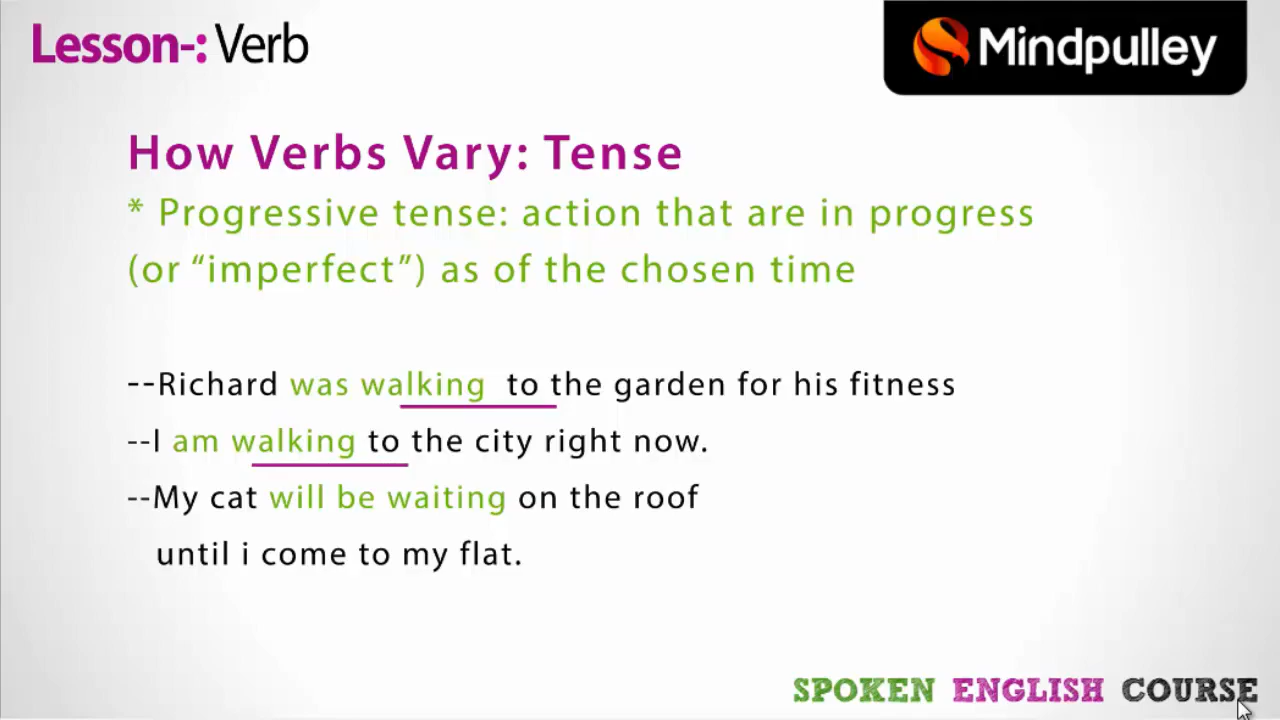 Lesson-: Verb
Mindpulley
How Verbs Vary: Tense
* Progressive tense: action that are in progress
(or “imperfect”) as of the chosen time
--Richard was walking to the garden for his fitness
--I am walking to the city right now.
--My cat will be waiting on the roof
until i come to my flat.
SPOKEN ENGLISH COURSE